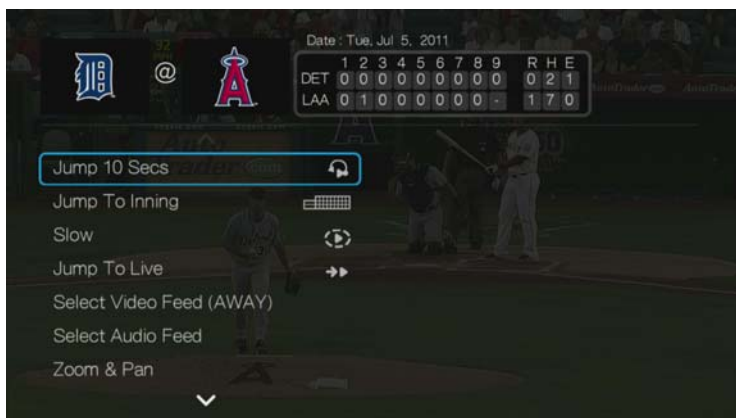 Date : Tue, Jul 5, 2011
@
1 2 3 4 5 6 7 8 9 R H E
DET 0 0 0 0 0 0 0 0 0 0 2 1
LAA 0 1 0 0 0 0 0 0 - 1 7 0
Jump 10 Secs
Jump To Inning
Slow
Jump To Live
Select Video Feed (AWAY)
Select Audio Feed
Zoom & Pan